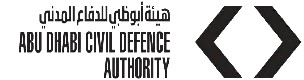 هيئة أبوظبي للدفاع المدني
ABU DHABI CIVIL DEFENCE
AUTHORITY